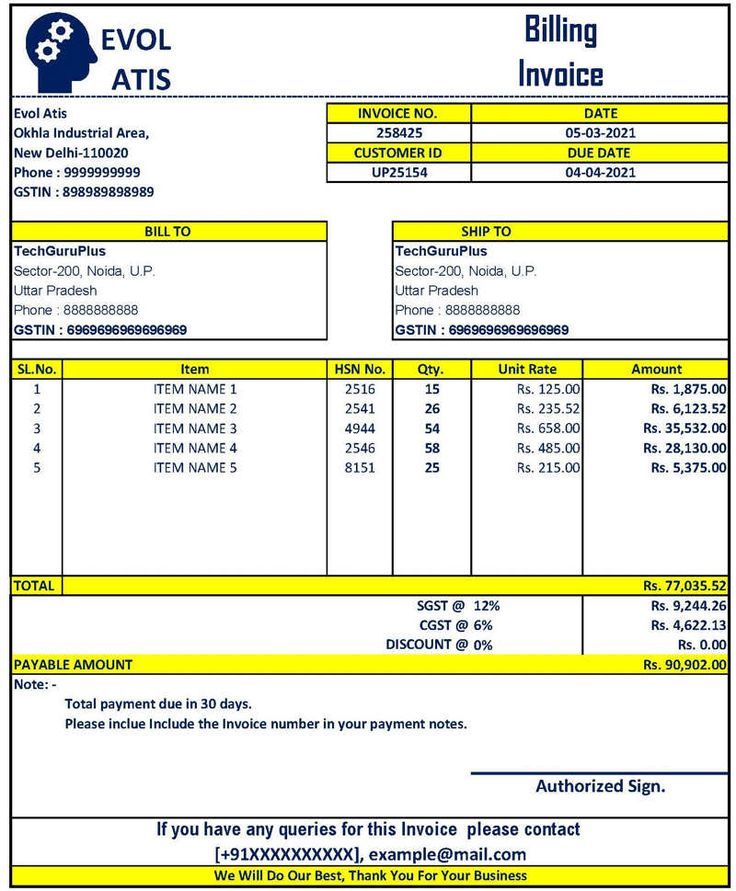 EVOL
ATIS
Billing
Invoice
Evol Atis
Okhla Industrial Area,
New Delhi-110020
Phone : 9999999999
GSTIN : 898989898989
INVOICE NO. DATE
258425 05-03-2021
CUSTOMER ID DUE DATE
UP25154 04-04-2021
BILL TO
TechGuruPlus
Sector-200, Noida, U.P.
Uttar Pradesh
Phone : 8888888888
GSTIN : 6969696969696969
SHIP TO
TechGuruPlus
Sector-200, Noida, U.P.
Uttar Pradesh
Phone : 8888888888
GSTIN : 6969696969696969
SL.No. Item HSN No. Qty. Unit Rate Amount
1 ITEM NAME 1 2516 15 Rs. 125.00 Rs. 1,875.00
2 ITEM NAME 2 2541 26 Rs. 235.52 Rs. 6,123.52
3 ITEM NAME 3 4944 54 Rs. 658.00 Rs. 35,532.00
4 ITEM NAME 4 2546 58 Rs. 485.00 Rs. 28,130.00
5 ITEM NAME 5 8151 25 Rs. 215.00 Rs. 5,375.00
TOTAL Rs. 77,035.52
SGST @ 12% Rs. 9,244.26
CGST @ 6% Rs. 4,622.13
DISCOUNT @ 0% Rs. 0.00
PAYABLE AMOUNT Rs. 90,902.00
Note: -
Total payment due in 30 days.
Please inclue Include the Invoice number in your payment notes.
Authorized Sign.
If you have any queries for this Invoice please contact
[+91XXXXXXXXXX], example@mail.com
We Will Do Our Best, Thank You For Your Business